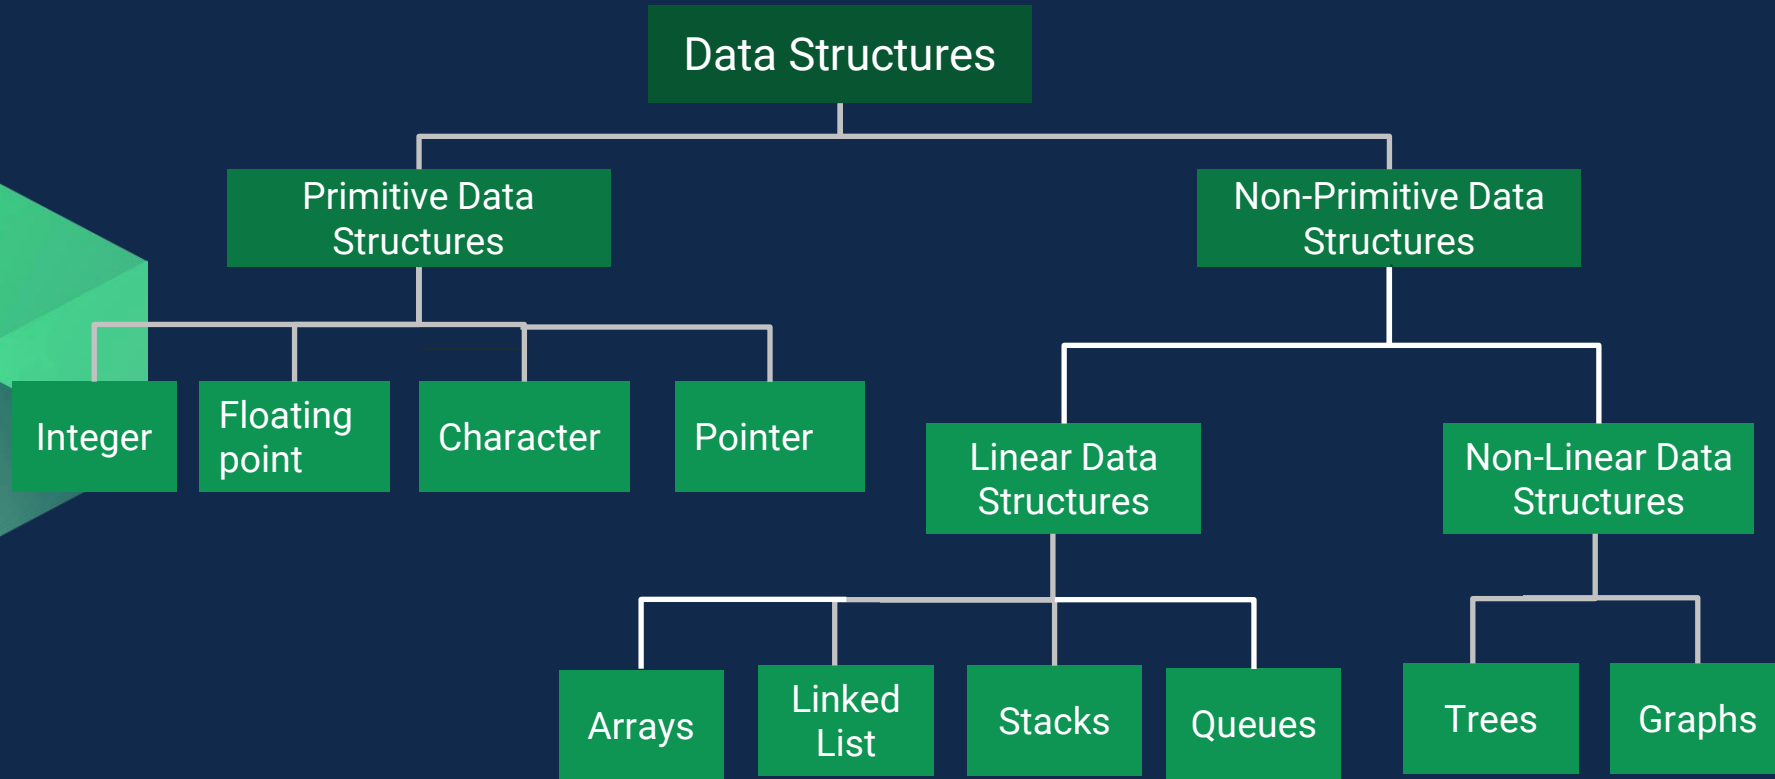 Data Structures
Primitive Data
Structures
Non-Primitive Data
Structures
Integer
Floating
point
Character
Pointer
Linear Data
Structures
Non-Linear Data
Structures
Arrays
Linked
List
Stacks
Queues
Trees
Graphs